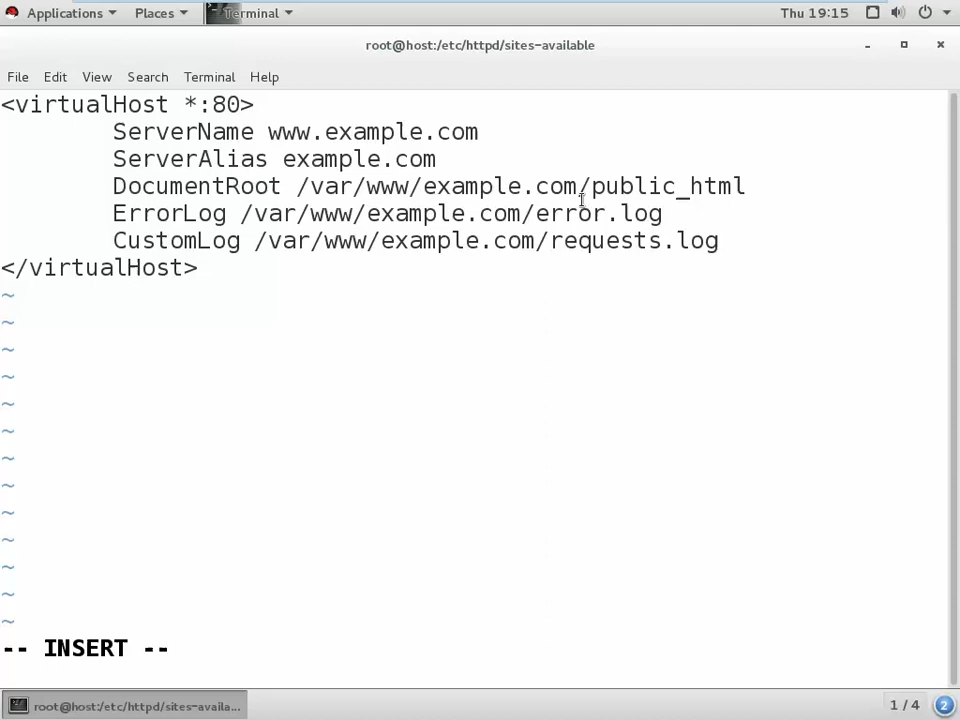 Applications Places Terminal Thu 19:15
root@host:/etc/httpd/sites-available
File Edit View Search Terminal Help
<virtualHost *:80>
ServerName www.example.com
ServerAlias example.com
DocumentRoot /var/www/example.com/public_html
ErrorLog /var/www/example.com/error.log
CustomLog /var/www/example.com/requests.log
</virtualHost>
~
~
~
~
~
~
~
~
~
~
~
~
~
-- INSERT --
root@host:/etc/httpd/sites-availa... 1 / 4 2